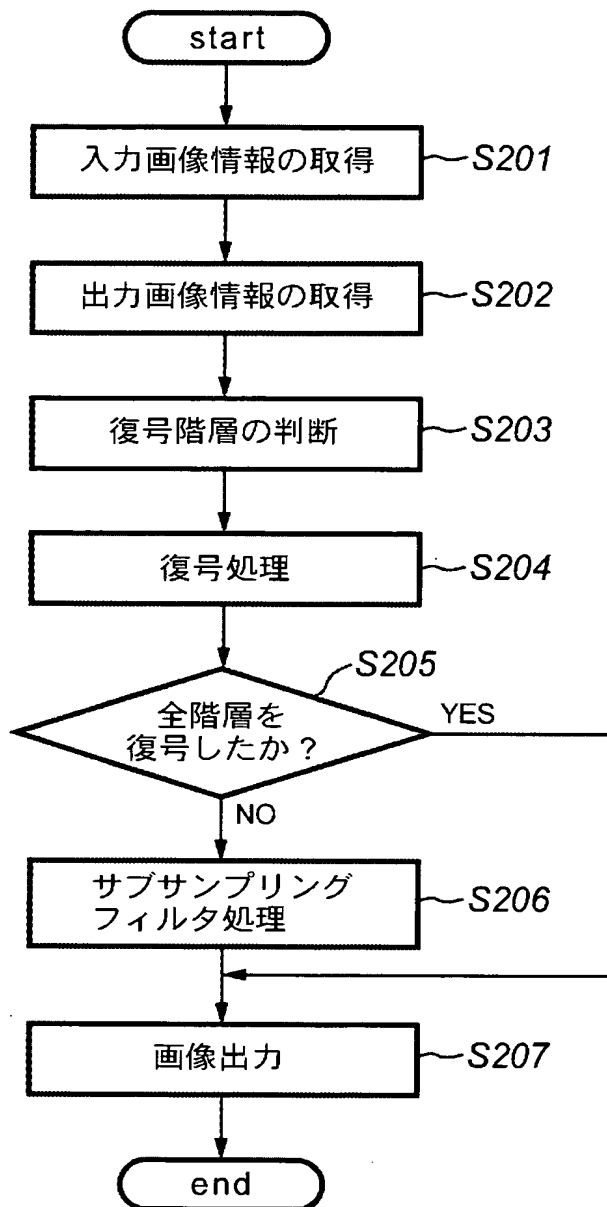 start
入力画像情報の取得
S201
出力画像情報の取得
S202
復号階層の判断
S203
復号処理
S204
S205
全階層を
復号したか？
YES
NO
サブサンプリング
フィルタ処理
S206
画像出力
S207
end